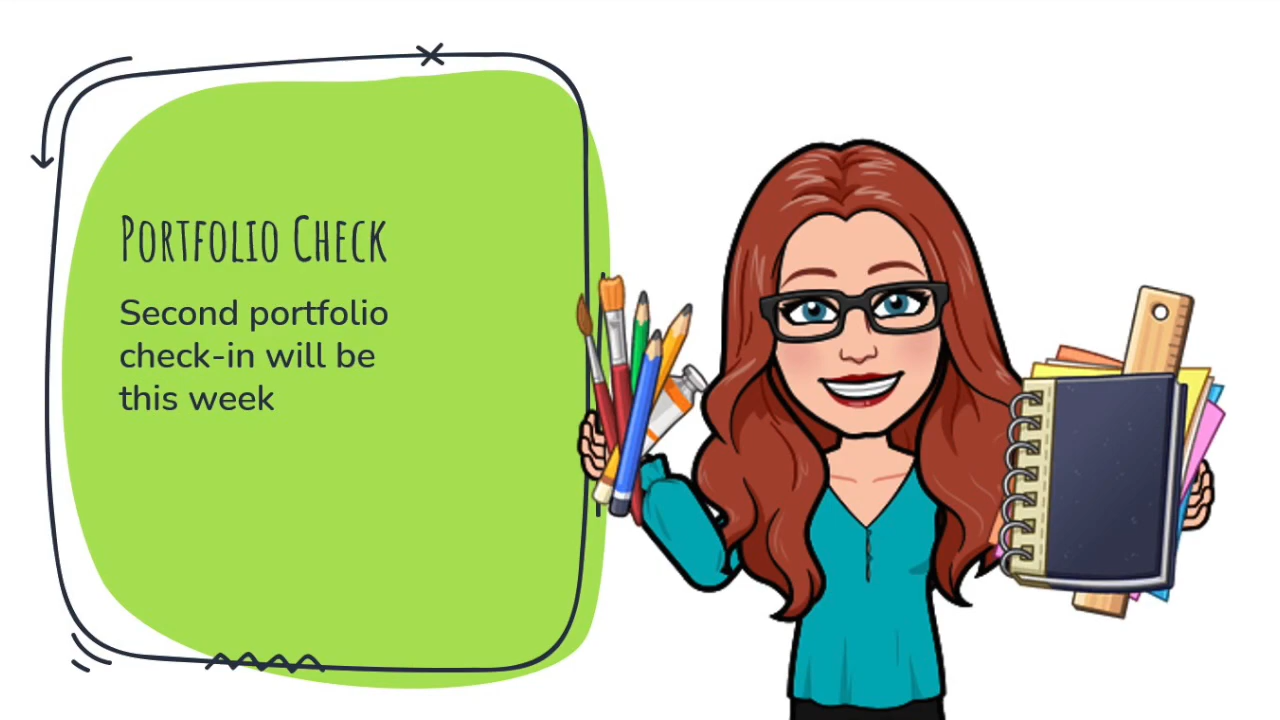 Portfolio Check
Second portfolio
check-in will be
this week